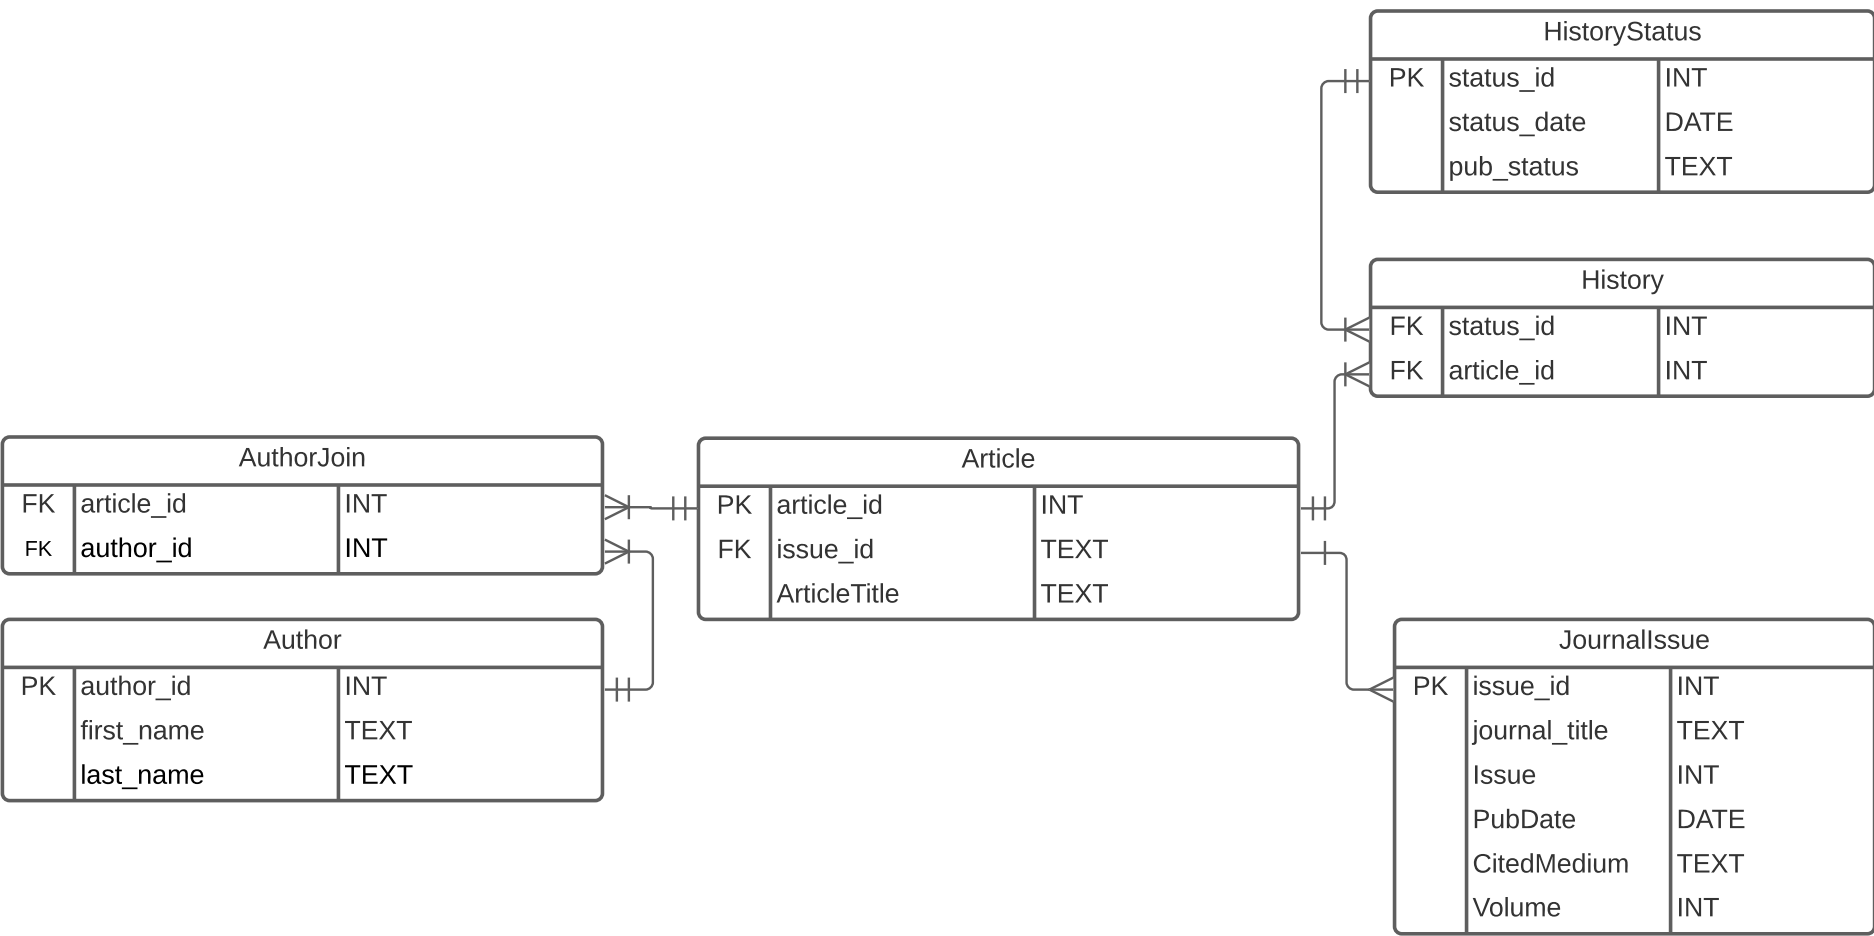 HistoryStatus
PK status_id INT
status_date DATE
pub_status TEXT
History
FK status_id INT
FK article_id INT
AuthorJoin
FK article_id INT
FK author_id INT
Article
PK article_id INT
FK issue_id TEXT
ArticleTitle TEXT
Author
PK author_id INT
first_name TEXT
last_name TEXT
JournalIssue
PK issue_id INT
journal_title TEXT
Issue INT
PubDate DATE
CitedMedium TEXT
Volume INT